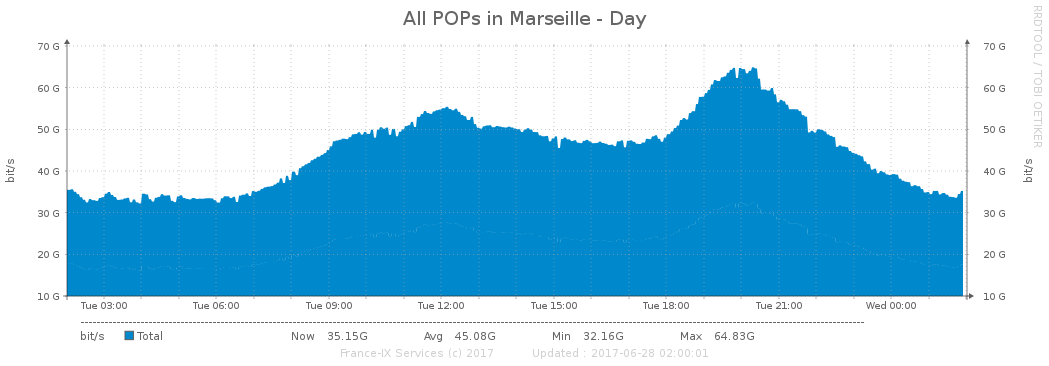 All POPs in Marseille - Day
RRDTOOL / TOBI OETIKER
70 G 70 G
60 G 60 G
50 G 50 G
40 G 40 G
30 G 30 G
20 G 20 G
10 G 10 G
bit/s bit/s
Tue 03:00 Tue 06:00 Tue 09:00 Tue 12:00 Tue 15:00 Tue 18:00 Tue 21:00 Wed 00:00
bit/s Total Now 35.15G Avg 45.08G Min 32.16G Max 64.83G
France-IX Services (c) 2017 Updated : 2017-06-28 02:00:01